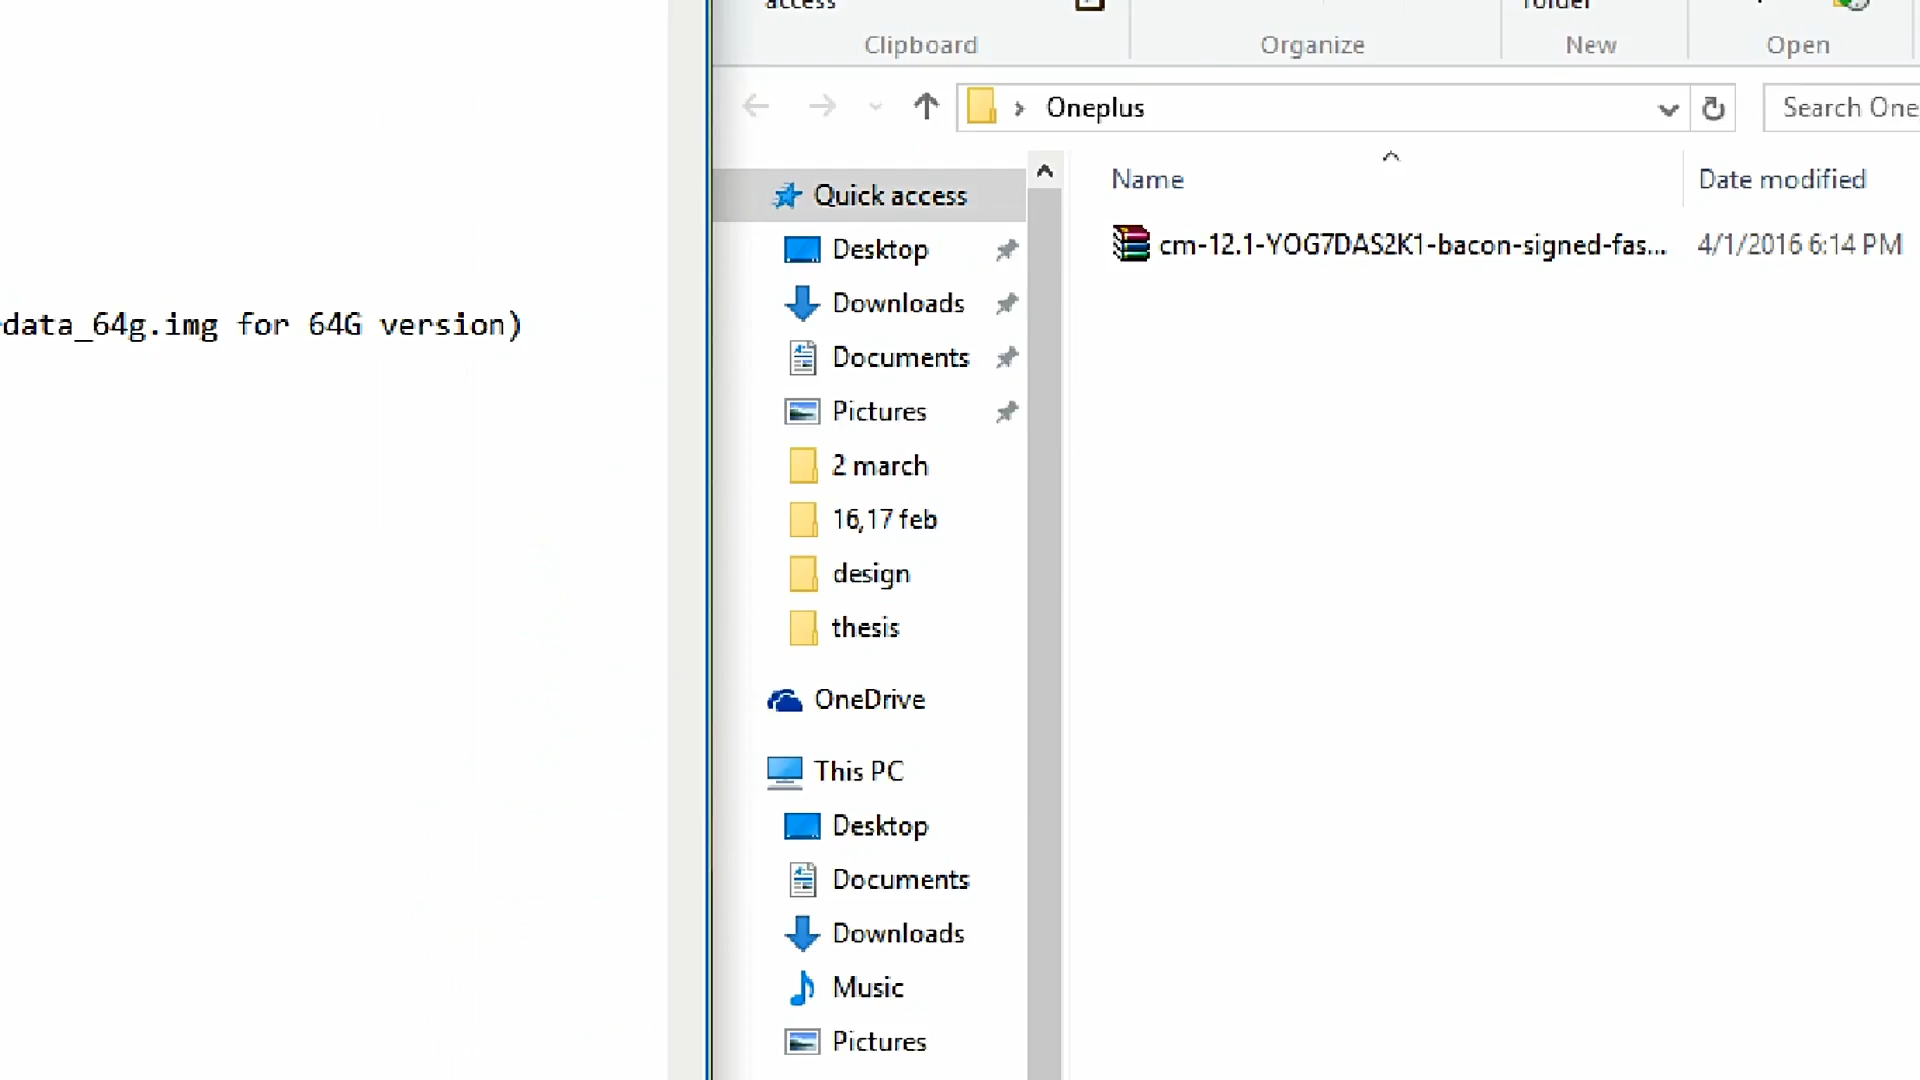 access
folder
Clipboard
Organize
New
Open
Oneplus
Search One
Name
Date modified
Quick access
cm-12.1-YOG7DAS2K1-bacon-signed-fas...
4/1/2016 6:14 PM
Desktop
Downloads
data_64g.img for 64G version)
Documents
Pictures
2 march
16,17 feb
design
thesis
OneDrive
This PC
Desktop
Documents
Downloads
Music
Pictures